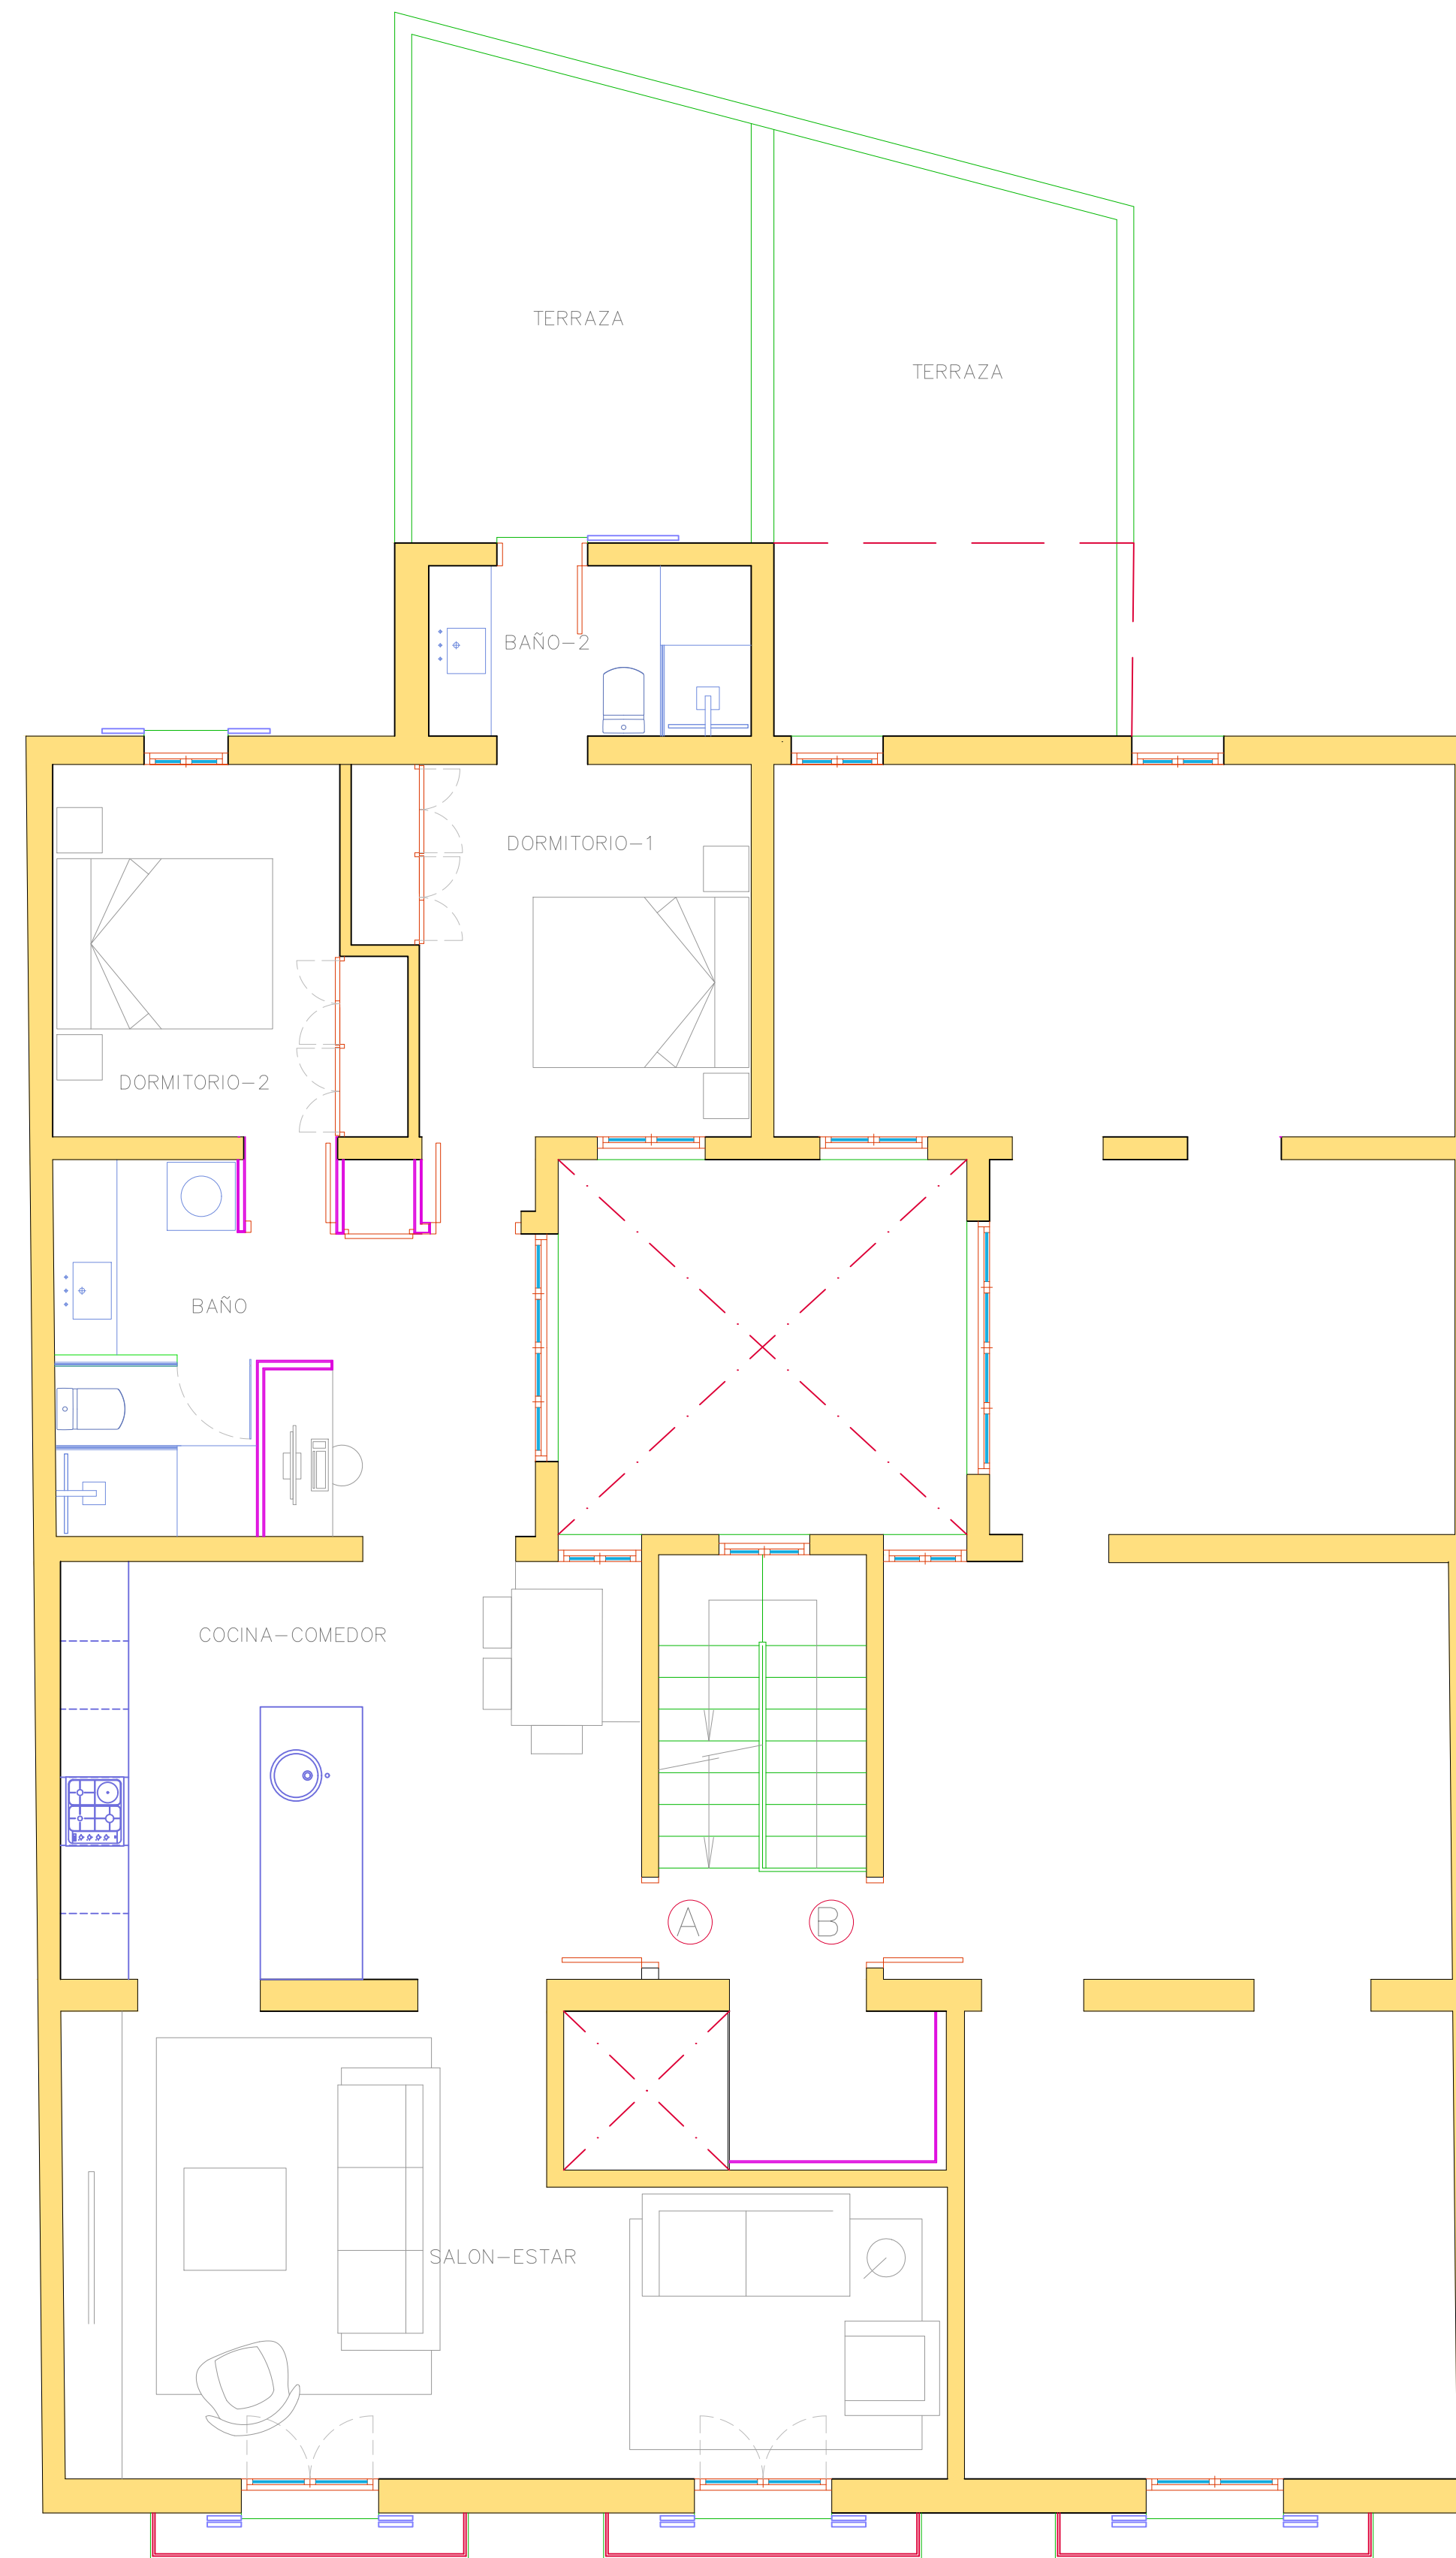 TERRAZA
TERRAZA
BAÑO-2
DORMITORIO-1
DORMITORIO-2
BAÑO
COCINA-COMEDOR
A
B
SALON-ESTAR